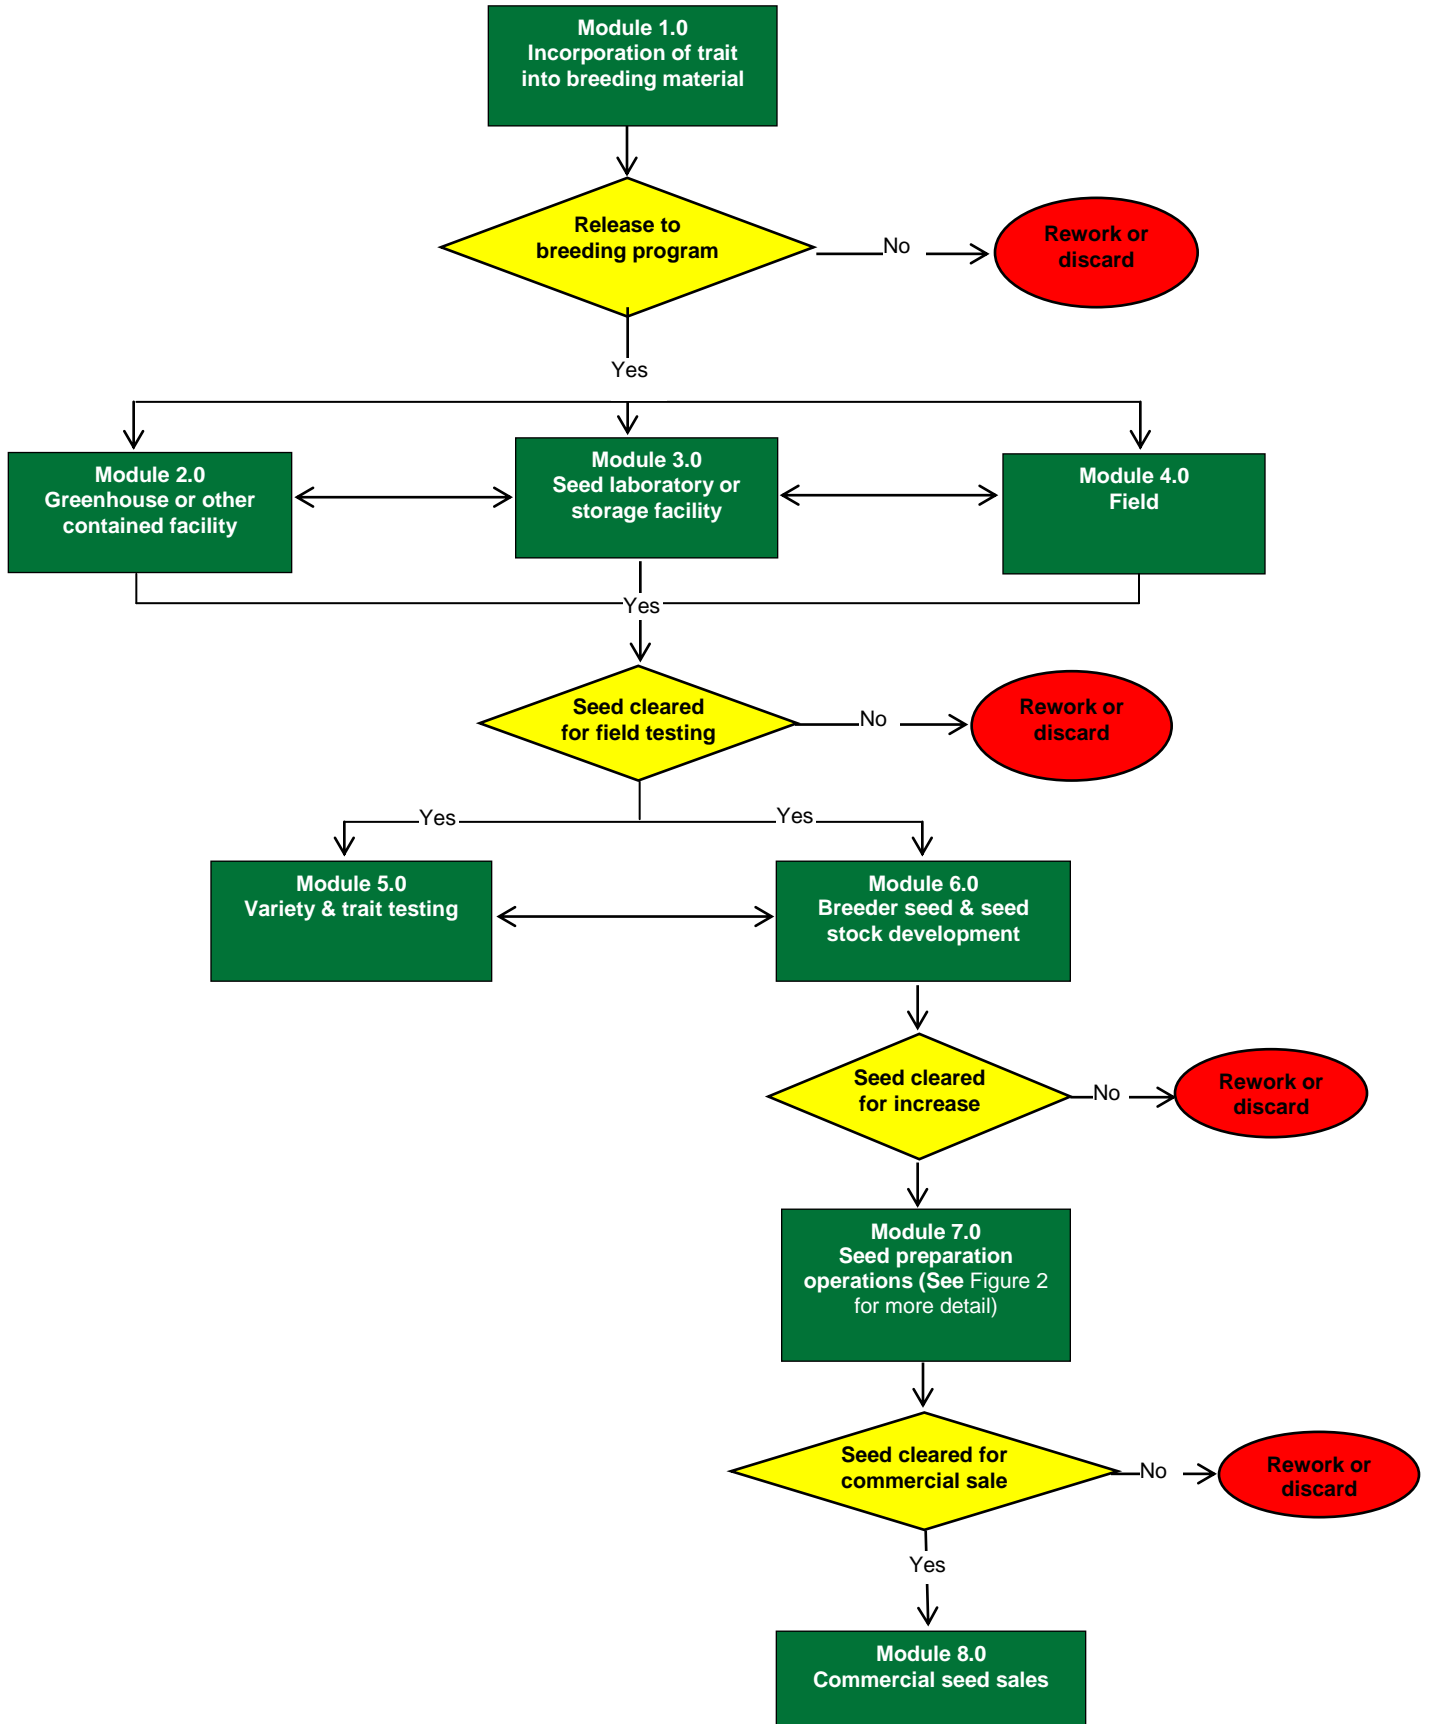 Module 1.0
Incorporation of trait
into breeding material
Release to
breeding program
No
Rework or
discard
Yes
Module 2.0
Greenhouse or other
contained facility
Module 3.0
Seed laboratory or
storage facility
Module 4.0
Field
Yes
Seed cleared
for field testing
No
Rework or
discard
Yes
Yes
Module 5.0
Variety & trait testing
Module 6.0
Breeder seed & seed
stock development
Seed cleared
for increase
No
Rework or
discard
Module 7.0
Seed preparation
operations (See Figure 2
for more detail)
Seed cleared for
commercial sale
No
Rework or
discard
Yes
Module 8.0
Commercial seed sales